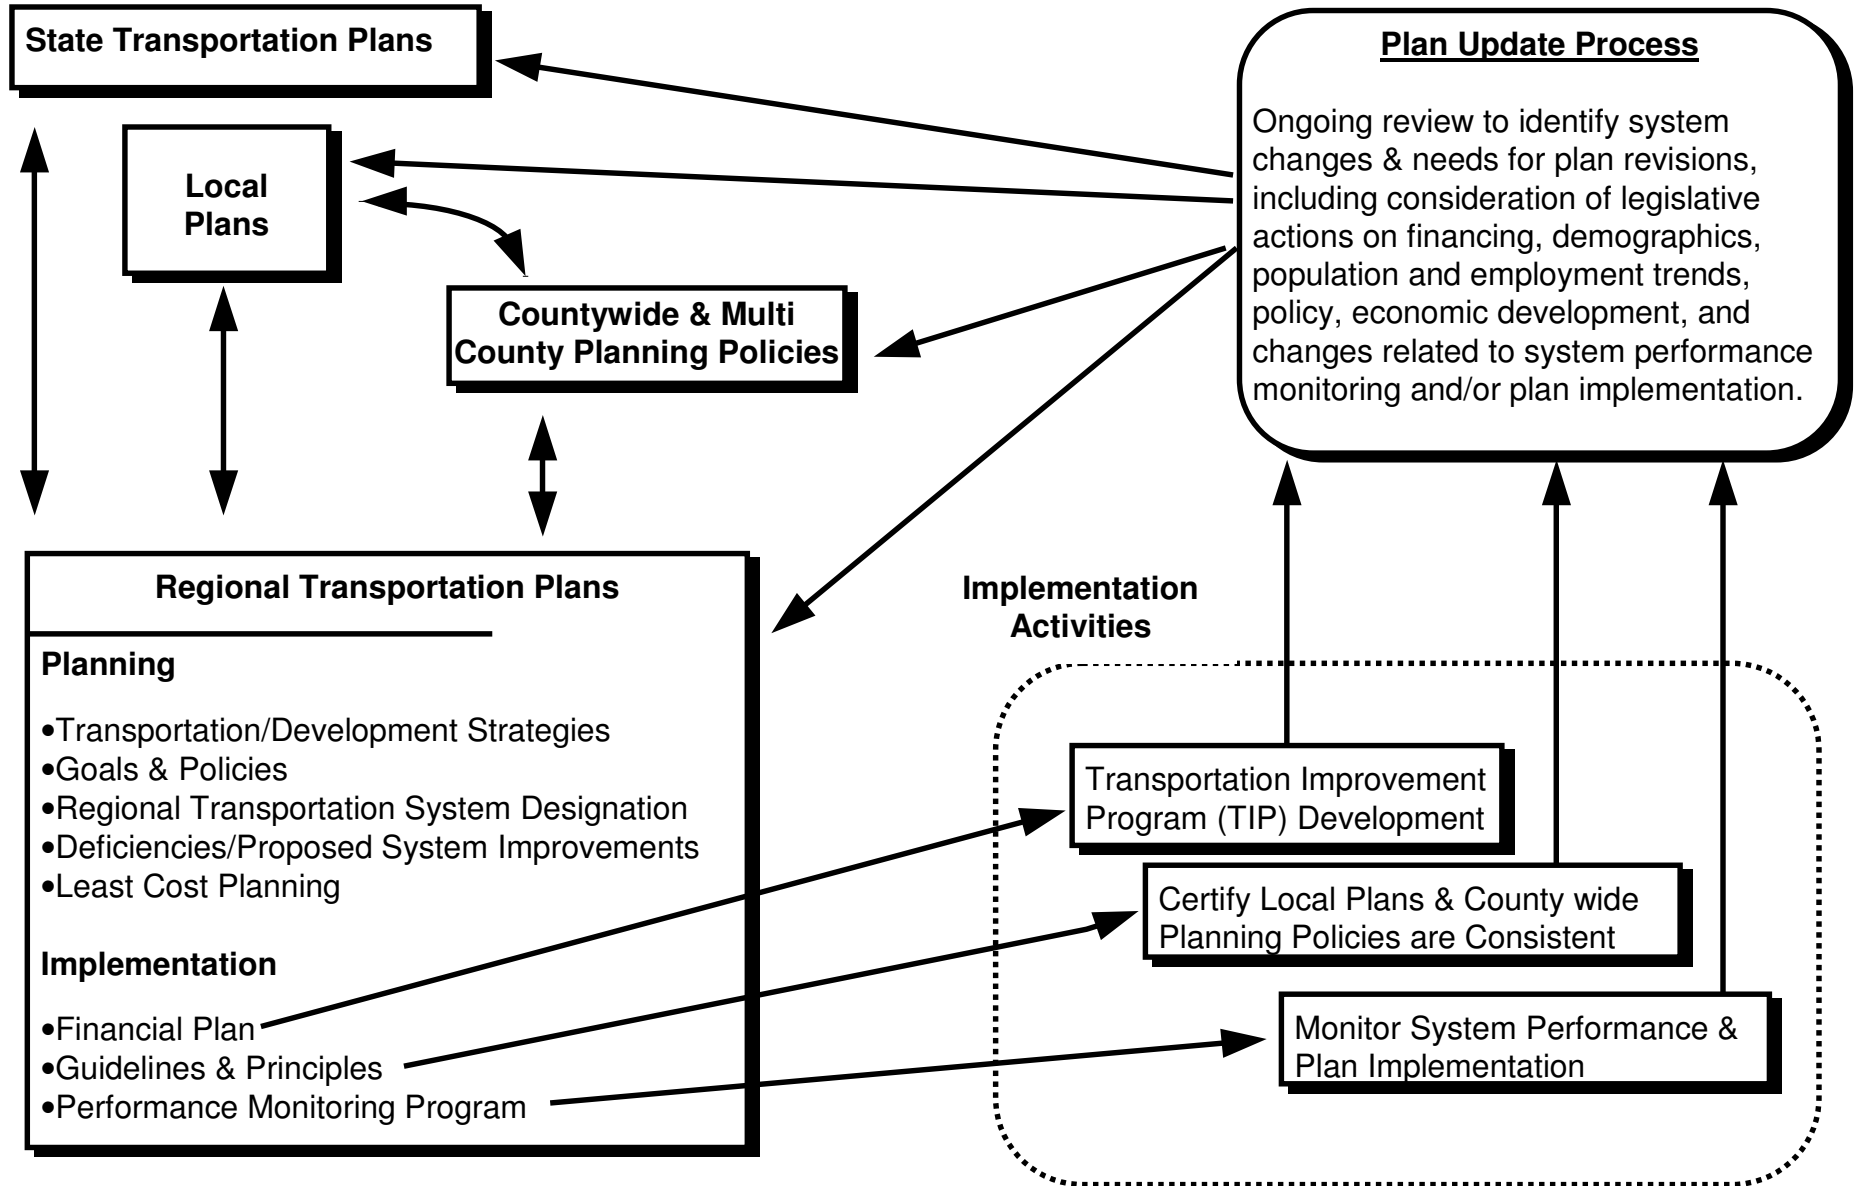 State Transportation Plans
Local
Plans
Countywide & Multi
County Planning Policies
Plan Update Process
Ongoing review to identify system
changes & needs for plan revisions,
including consideration of legislative
actions on financing, demographics,
population and employment trends,
policy, economic development, and
changes related to system performance
monitoring and/or plan implementation.
Regional Transportation Plans
Planning
•Transportation/Development Strategies
•Goals & Policies
•Regional Transportation System Designation
•Deficiencies/Proposed System Improvements
•Least Cost Planning
Implementation
•Financial Plan
•Guidelines & Principles
•Performance Monitoring Program
Implementation
Activities
Transportation Improvement
Program (TIP) Development
Certify Local Plans & County wide
Planning Policies are Consistent
Monitor System Performance &
Plan Implementation